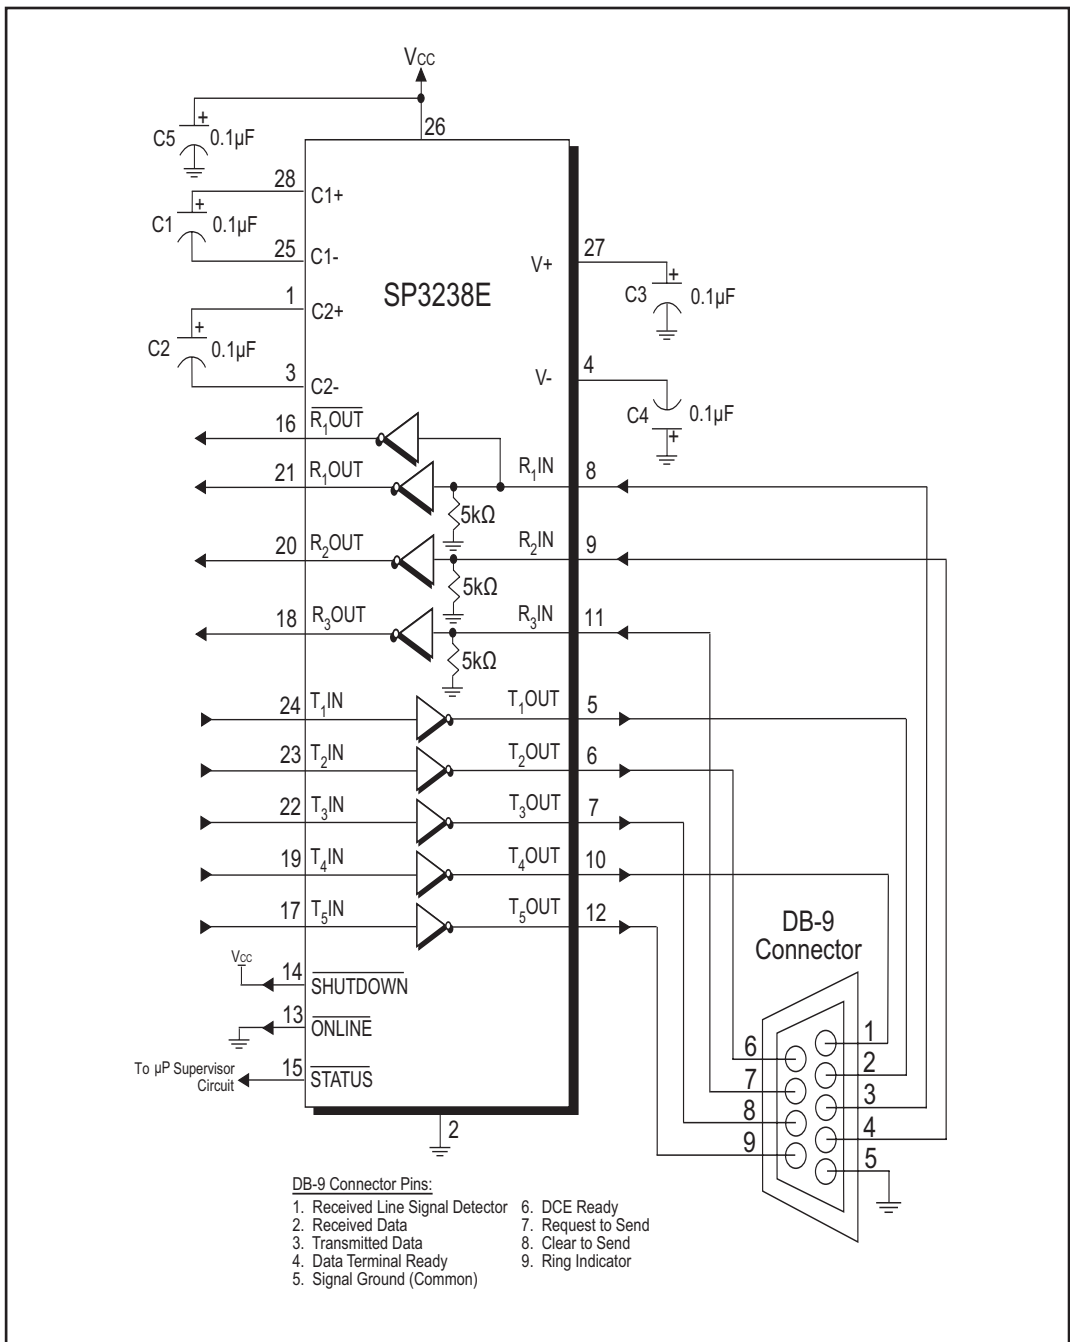 VCC
26
C5
+
0.1µF
28
C1+
C1
+
0.1µF
25
C1-
SP3238E
V+
27
C3
+
0.1µF
1
C2+
C2
+
0.1µF
3
C2-
V-
4
C4
0.1µF
+
16
R1OUT
21
R1OUT
R1IN
8
5kΩ
20
R2OUT
R2IN
9
5kΩ
18
R3OUT
R3IN
11
5kΩ
24
T1IN
T1OUT
5
23
T2IN
T2OUT
6
22
T3IN
T3OUT
7
19
T4IN
T4OUT
10
17
T5IN
T5OUT
12
VCC
14
SHUTDOWN
13
ONLINE
To µP Supervisor
Circuit
15
STATUS
2
DB-9
Connector
6
7
8
9
1
2
3
4
5
DB-9 Connector Pins:
1. Received Line Signal Detector
2. Received Data
3. Transmitted Data
4. Data Terminal Ready
5. Signal Ground (Common)
6. DCE Ready
7. Request to Send
8. Clear to Send
9. Ring Indicator